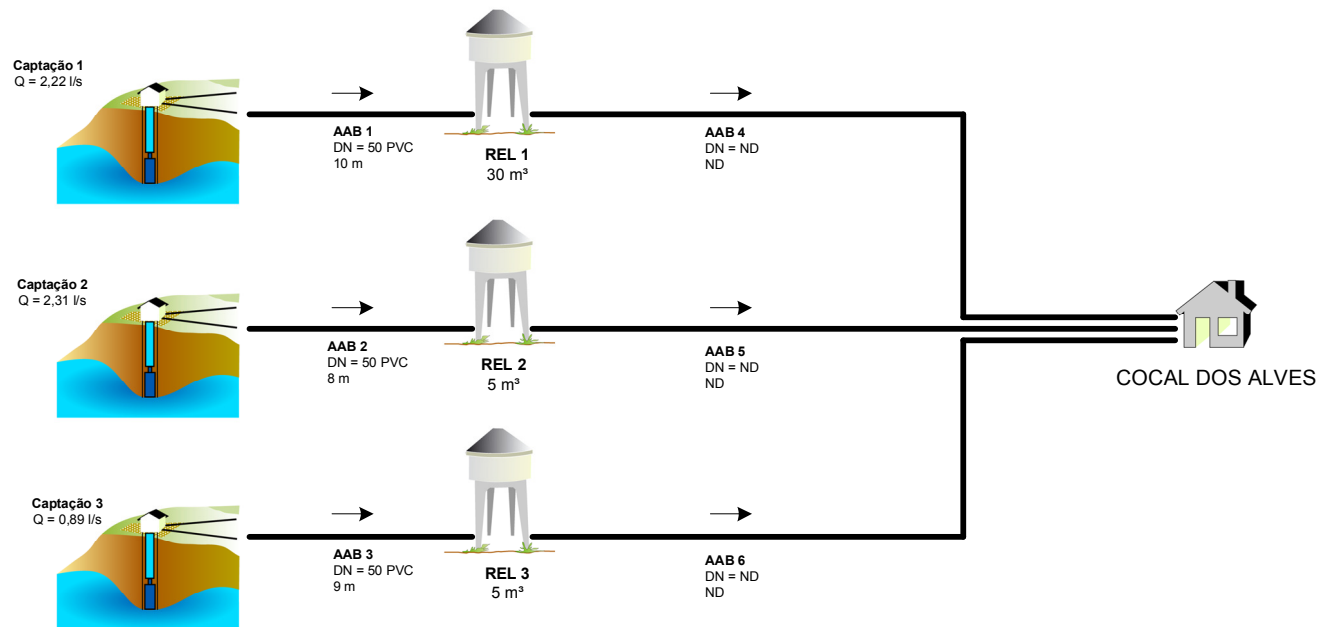 Captação 1
Q = 2,22 l/s
AAB 1
DN = 50 PVC
10 m
REL 1
30 m³
AAB 4
DN = ND
ND
Captação 2
Q = 2,31 l/s
AAB 2
DN = 50 PVC
8 m
REL 2
5 m³
AAB 5
DN = ND
ND
COCAL DOS ALVES
Captação 3
Q = 0,89 l/s
AAB 3
DN = 50 PVC
9 m
REL 3
5 m³
AAB 6
DN = ND
ND